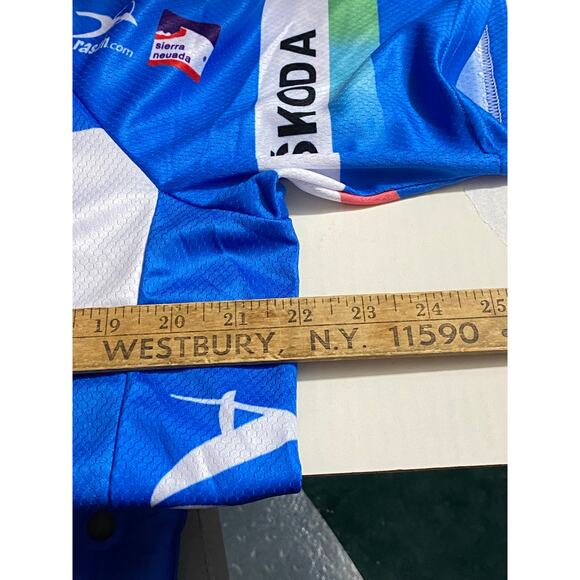 sierra
nevada
ŠKODA
19 20 21 22 23 24 25
WESTBURY, N.Y. 11590